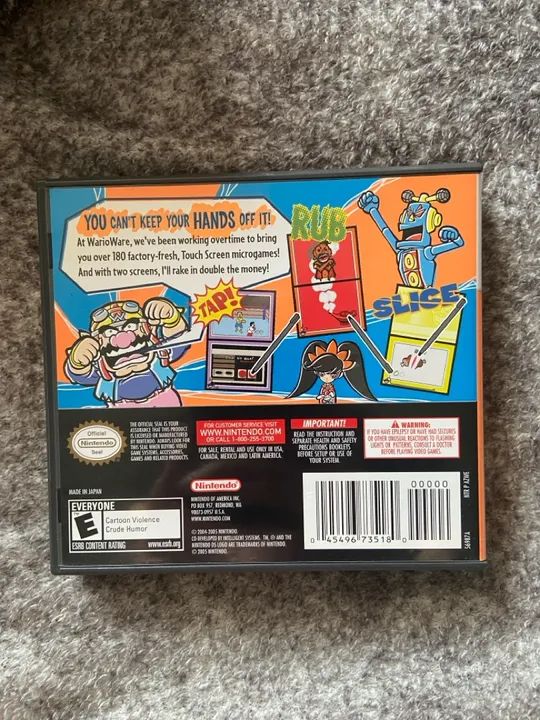 YOU CAN'T KEEP YOUR HANDS OFF IT!
At WarioWare, we've been working overtime to bring
you over 180 factory-fresh, Touch Screen microgames!
And with two screens, I'll rake in double the money!
RUB
TAP!
SLICE
Official
Nintendo
Seal
THE OFFICIAL SEAL IS YOUR
ASSURANCE THAT THIS PRODUCT
IS LICENSED OR MANUFACTURED
BY NINTENDO. ALWAYS LOOK FOR
THIS SEAL WHEN BUYING VIDEO
GAME SYSTEMS, ACCESSORIES,
GAMES AND RELATED PRODUCTS.
FOR CUSTOMER SERVICE VISIT
WWW.NINTENDO.COM
OR CALL 1-800-255-3700
FOR SALE, RENTAL AND USE ONLY IN USA,
CANADA, MEXICO AND LATIN AMERICA.
IMPORTANT!
READ THE INSTRUCTION AND
SEPARATE HEALTH AND SAFETY
PRECAUTIONS BOOKLETS
BEFORE SETUP OR USE OF
YOUR SYSTEM.
WARNING:
IF YOU HAVE EPILEPSY OR HAVE HAD SEIZURES
OR OTHER UNUSUAL REACTIONS TO FLASHING
LIGHTS OR PATTERNS, CONSULT A DOCTOR
BEFORE PLAYING VIDEO GAMES.
MADE IN JAPAN
EVERYONE
E
Cartoon Violence
Crude Humor
ESRB CONTENT RATING www.esrb.org
Nintendo
NINTENDO OF AMERICA INC.
PO BOX 957, REDMOND, WA
98073-0957 U.S.A.
WWW.NINTENDO.COM
© 2004-2005 NINTENDO.
CO-DEVELOPED BY INTELLIGENT SYSTEMS. TM, ® AND THE
NINTENDO DS LOGO ARE TRADEMARKS OF NINTENDO.
© 2005 NINTENDO.
00000
0 45496 73518 0
56987A
NTR P AZWE